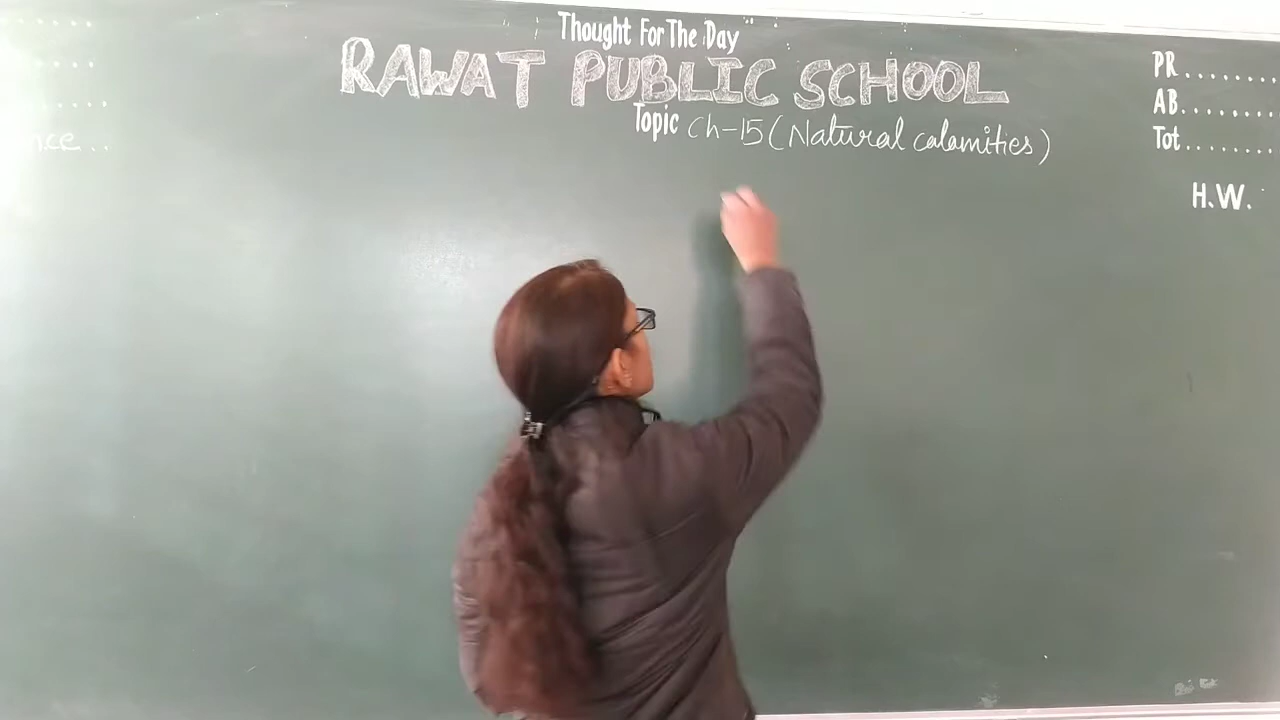 Thought For The Day
RAWAT PUBLIC SCHOOL
Topic Ch-15 (Natural calamities)
PR........
AB........
Tot........
H.W.